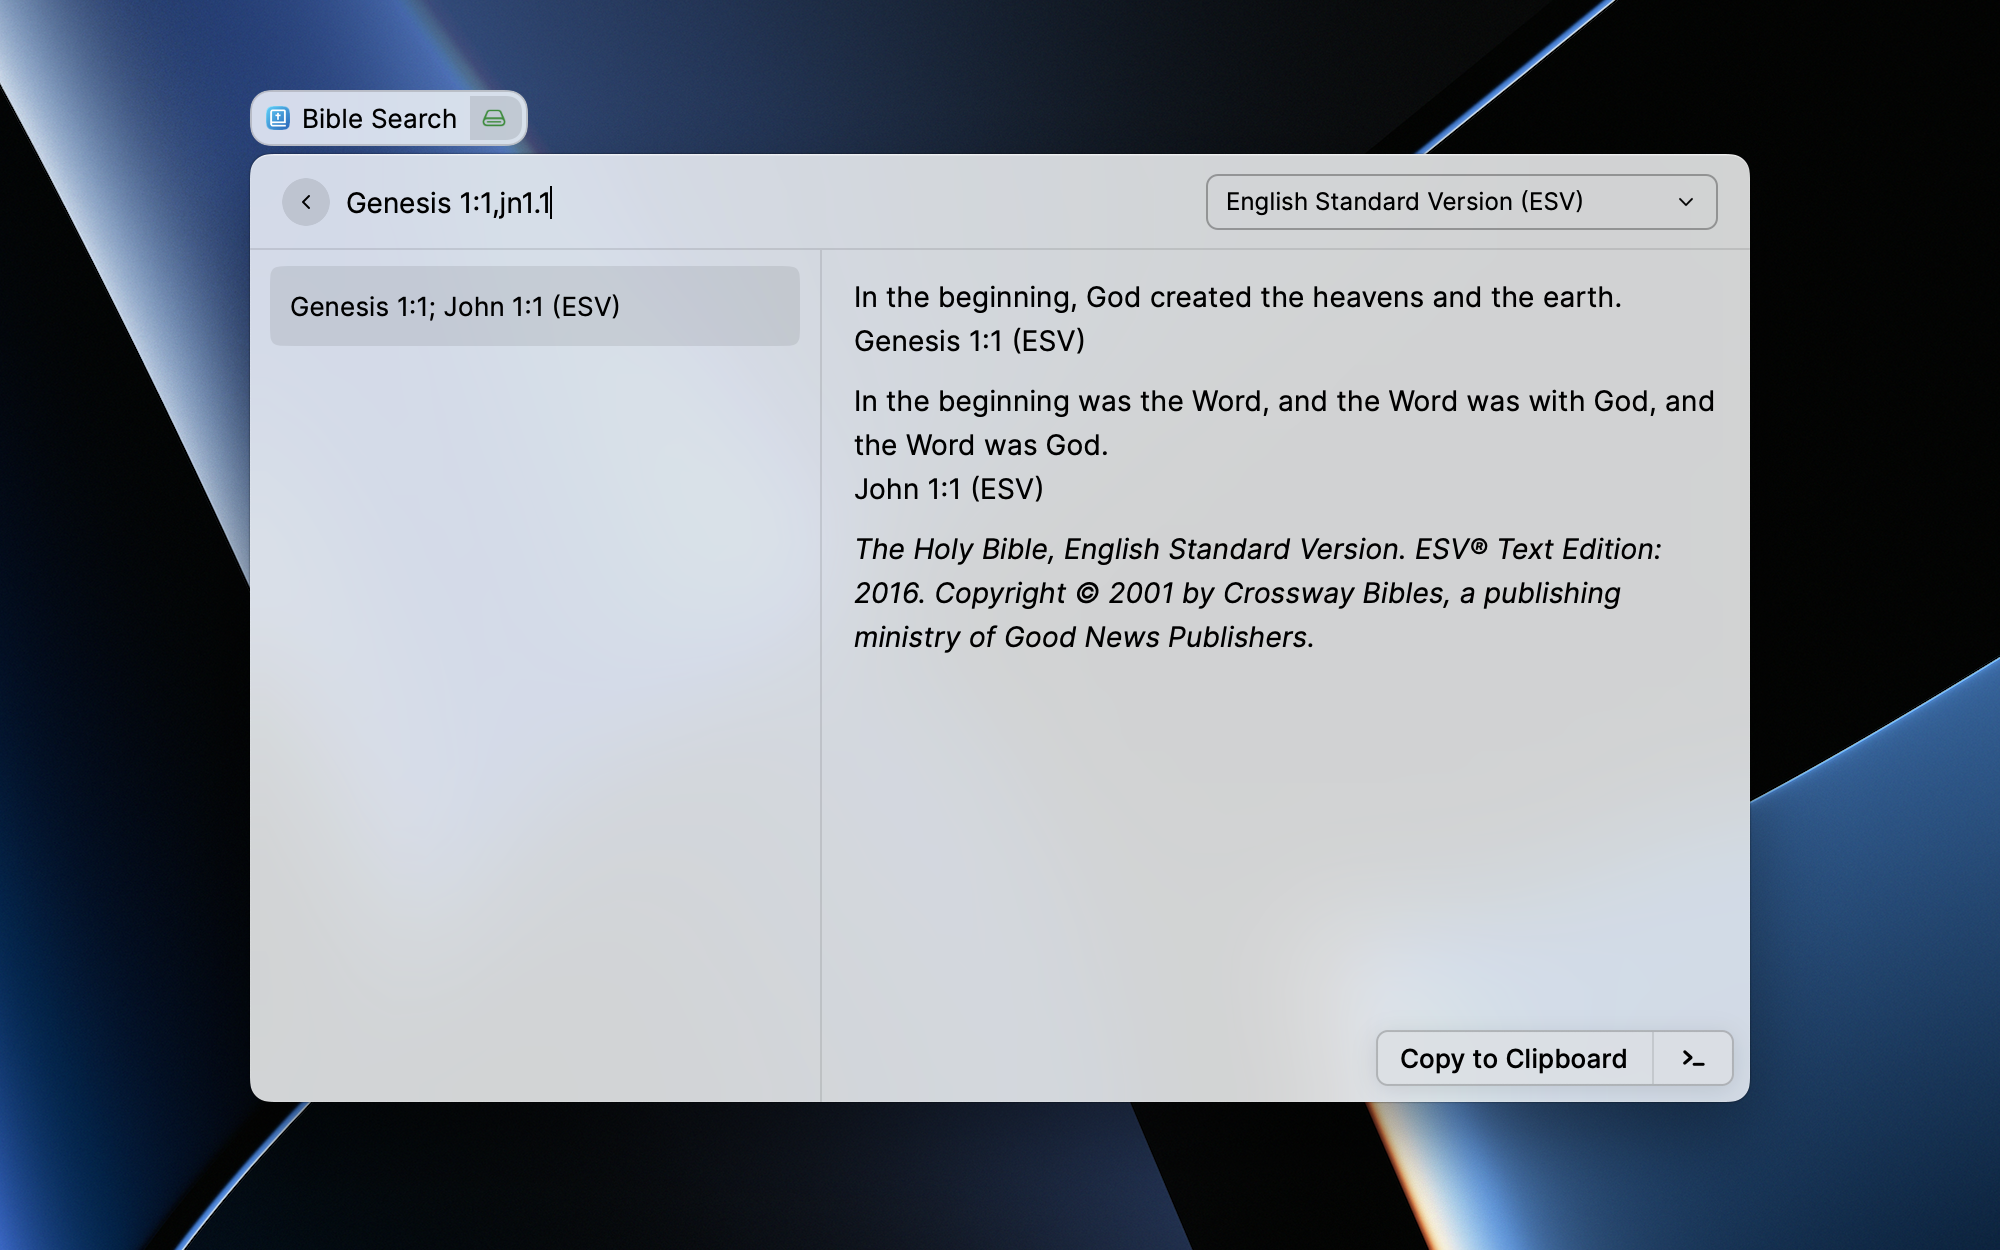 Bible Search
Genesis 1:1,jn1.1
English Standard Version (ESV)
Genesis 1:1; John 1:1 (ESV)
In the beginning, God created the heavens and the earth.
Genesis 1:1 (ESV)
In the beginning was the Word, and the Word was with God, and
the Word was God.
John 1:1 (ESV)
The Holy Bible, English Standard Version. ESV® Text Edition:
2016. Copyright © 2001 by Crossway Bibles, a publishing
ministry of Good News Publishers.
Copy to Clipboard